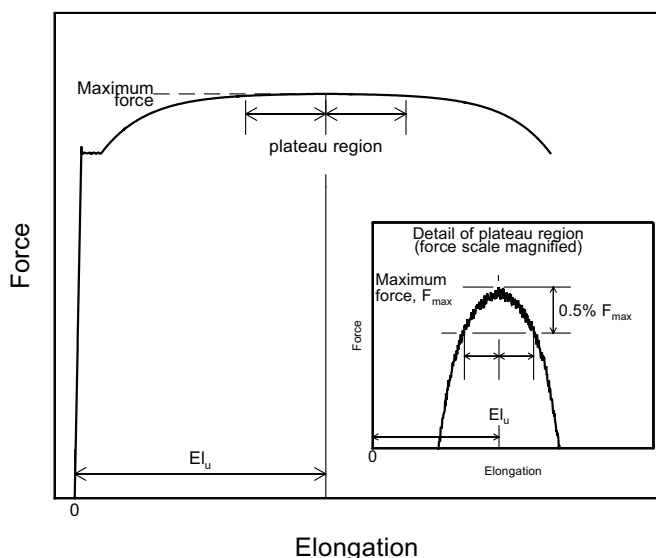 Maximum
force
plateau region
Force
El_u
0
Elongation
Detail of plateau region
(force scale magnified)
Maximum
force, F_max
0.5% F_max
Force
El_u
0
Elongation